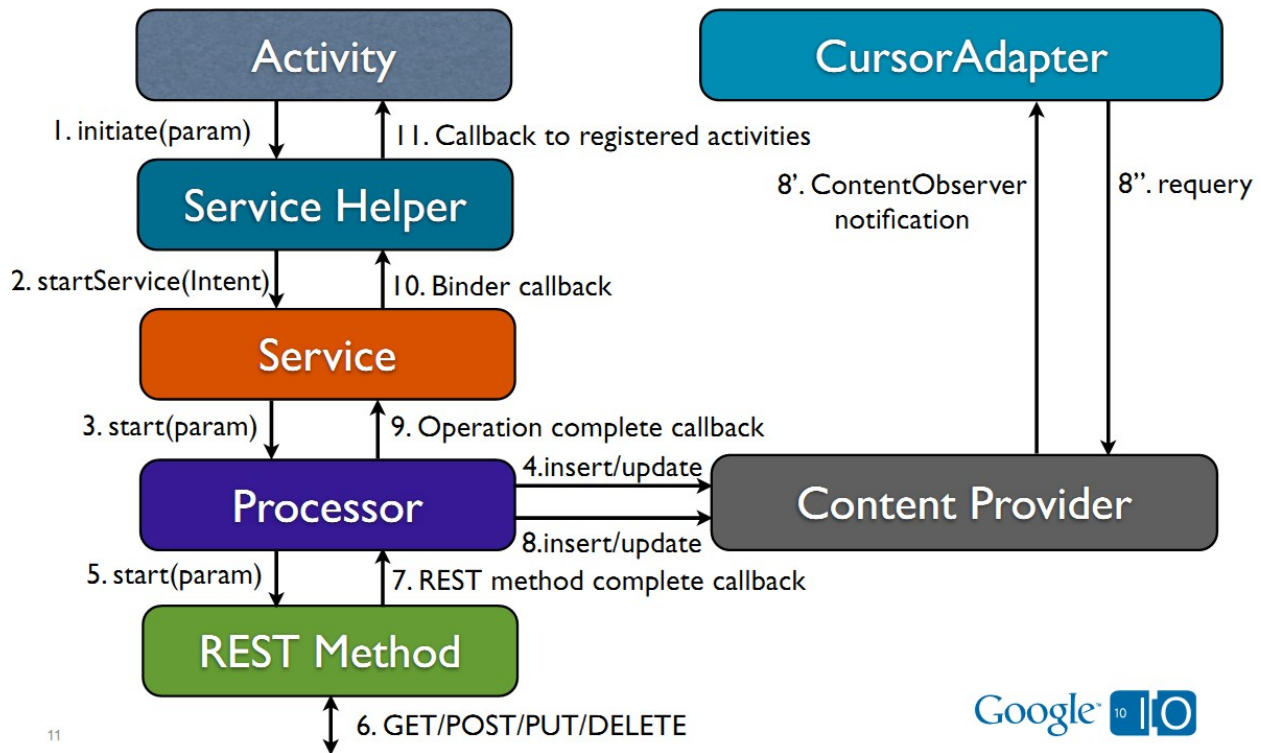 Activity
CursorAdapter
1. initiate(param)
11. Callback to registered activities
Service Helper
8'. ContentObserver
notification
8”. requery
2. startService(Intent)
10. Binder callback
Service
3. start(param)
9. Operation complete callback
4.insert/update
Processor
Content Provider
8.insert/update
5. start(param)
7. REST method complete callback
REST Method
6. GET/POST/PUT/DELETE
11
Google™ 10 IO